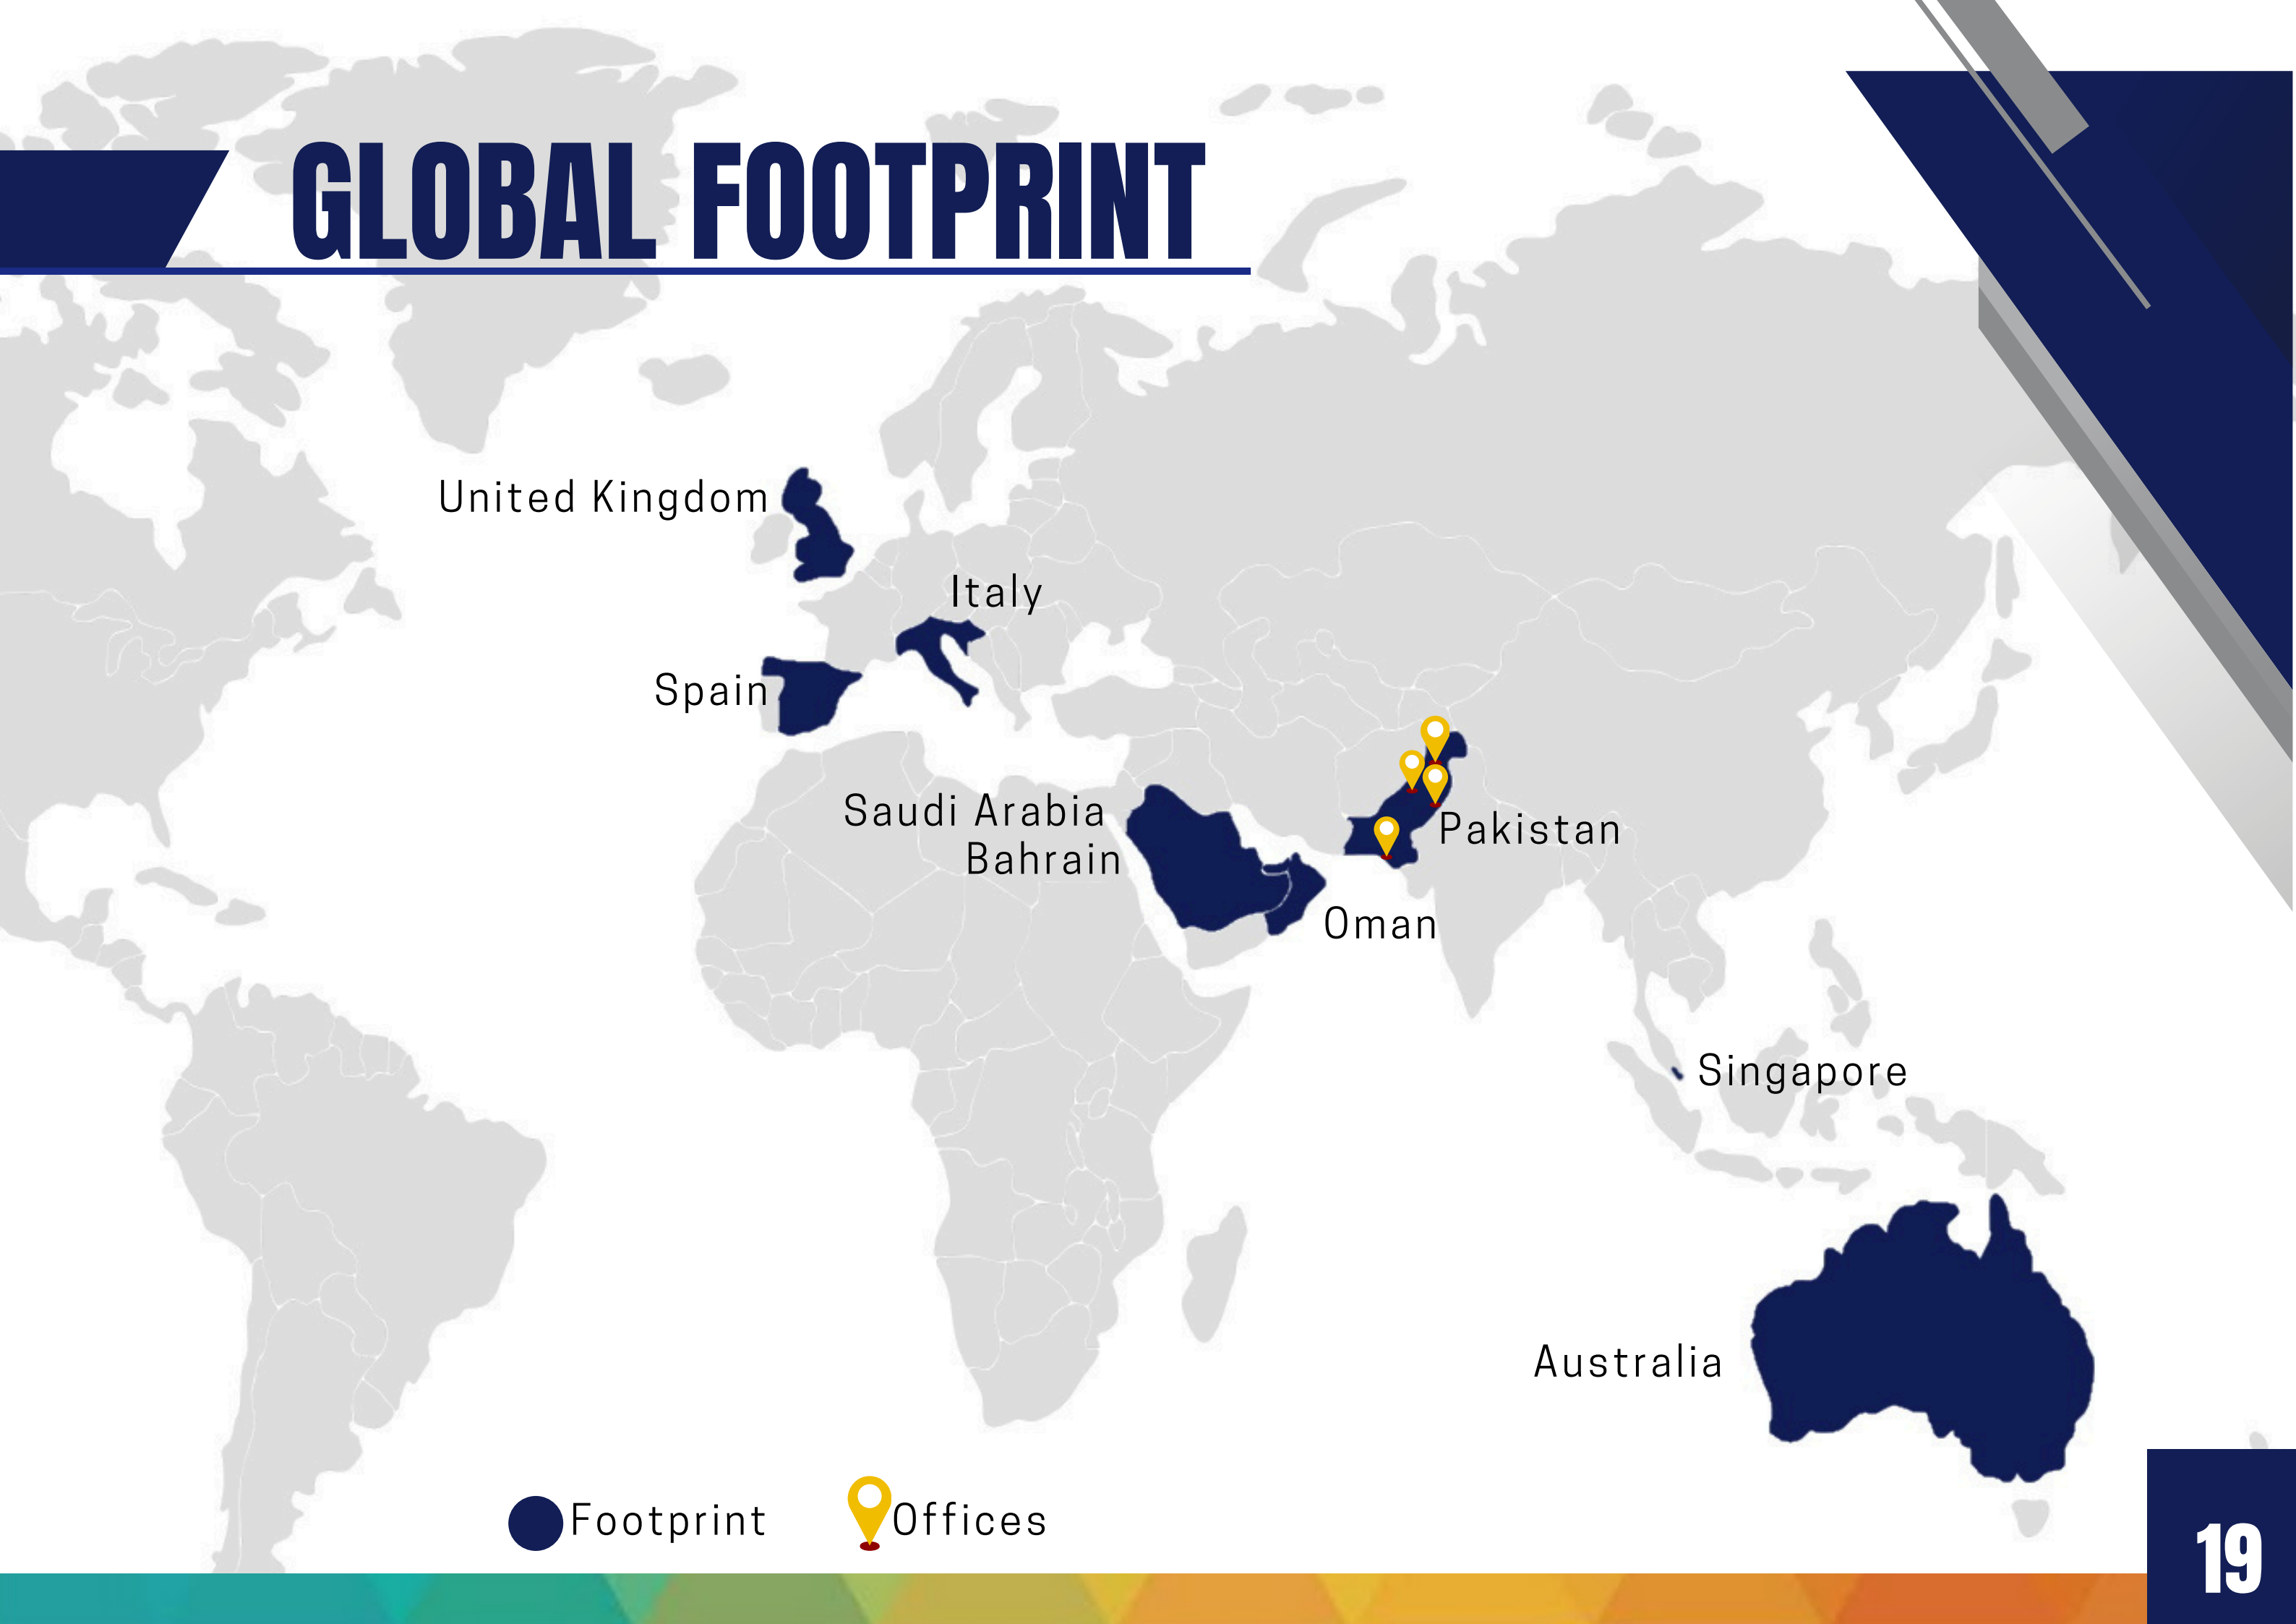 GLOBAL FOOTPRINT
United Kingdom
Italy
Spain
Saudi Arabia
Bahrain
Pakistan
Oman
Singapore
Australia
Footprint
Offices
19